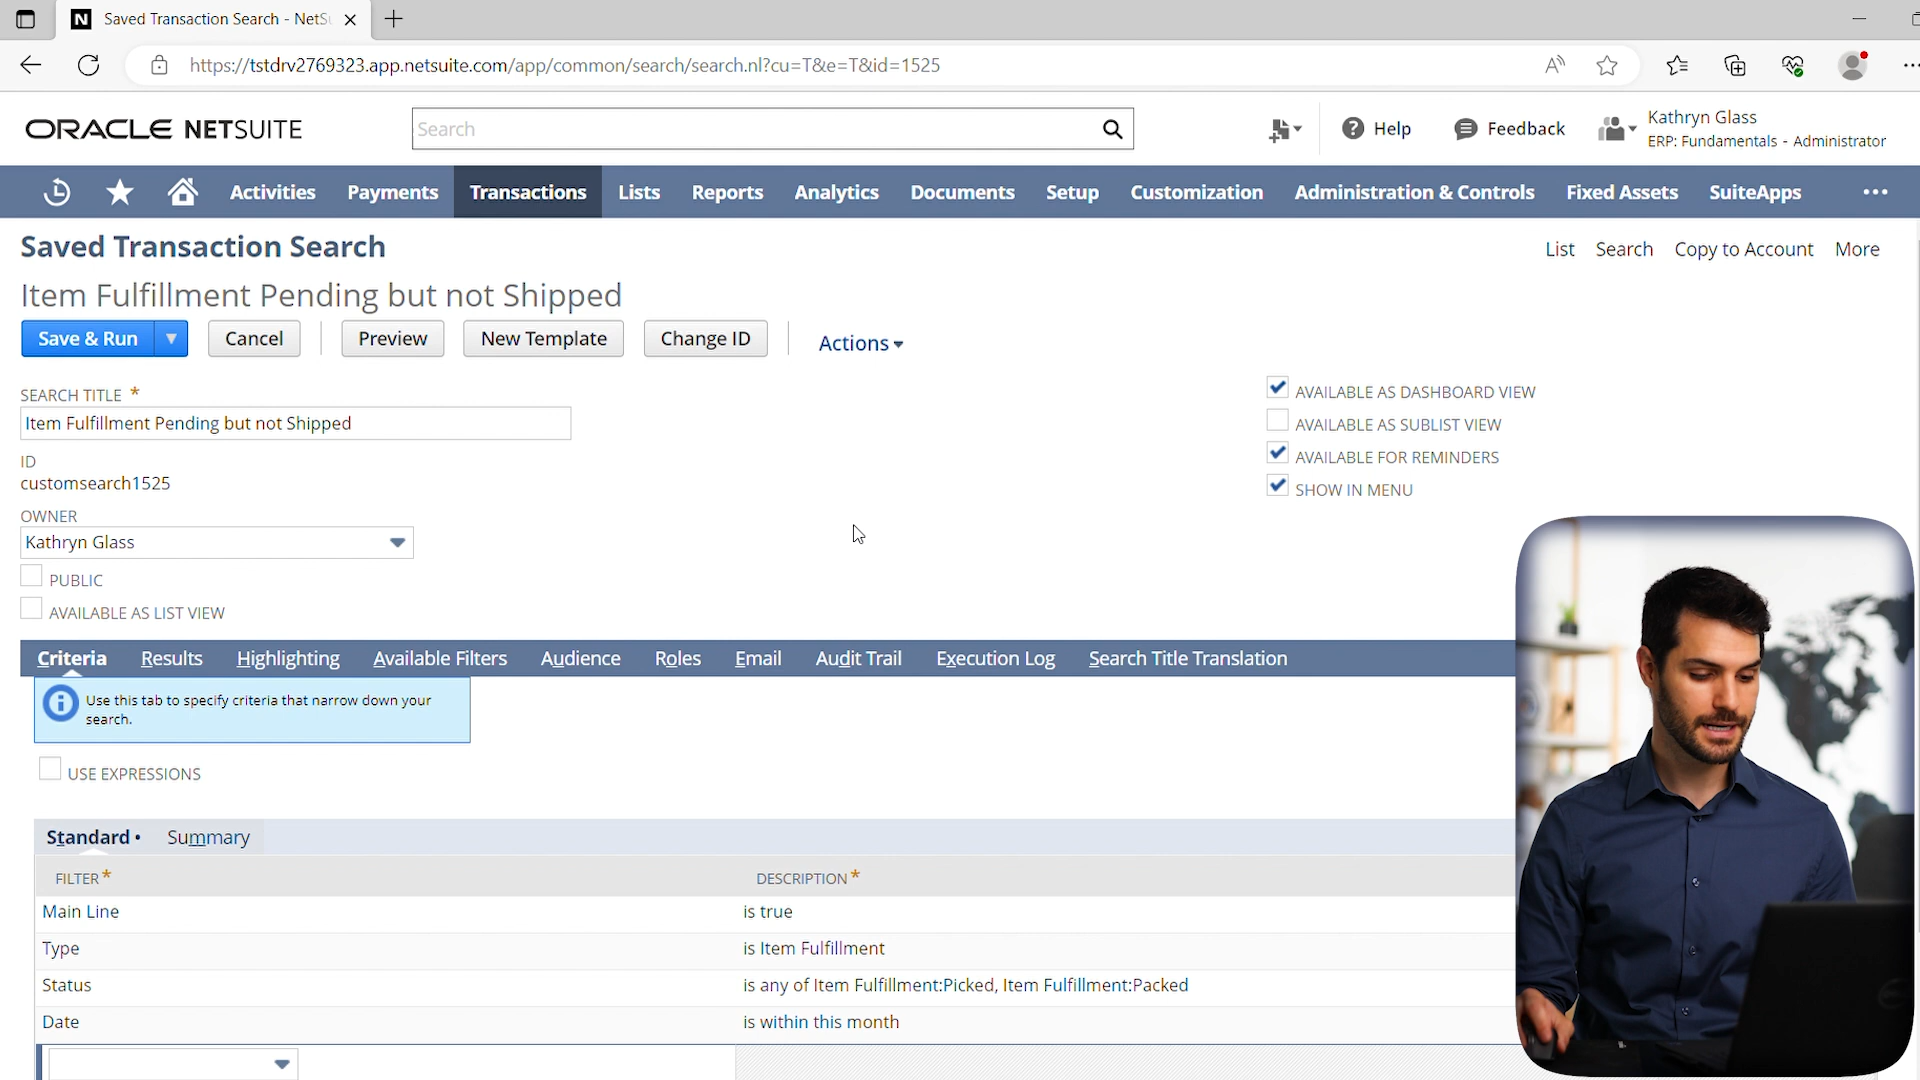 Saved Transaction Search - NetS
https://tstdrv2769323.app.netsuite.com/app/common/search/search.nl?cu=T&e=T&id=1525
ORACLE NETSUITE
Search
Help
Feedback
Kathryn Glass
ERP: Fundamentals - Administrator
Activities Payments Transactions Lists Reports Analytics Documents Setup Customization Administration & Controls Fixed Assets SuiteApps
Saved Transaction Search
List Search Copy to Account More
Item Fulfillment Pending but not Shipped
Save & Run Cancel Preview New Template Change ID Actions
SEARCH TITLE *
Item Fulfillment Pending but not Shipped
ID
customsearch1525
OWNER
Kathryn Glass
PUBLIC
AVAILABLE AS LIST VIEW
AVAILABLE AS DASHBOARD VIEW
AVAILABLE AS SUBLIST VIEW
AVAILABLE FOR REMINDERS
SHOW IN MENU
Criteria Results Highlighting Available Filters Audience Roles Email Audit Trail Execution Log Search Title Translation
Use this tab to specify criteria that narrow down your
search.
USE EXPRESSIONS
Standard • Summary
FILTER * DESCRIPTION *
Main Line is true
Type is Item Fulfillment
Status is any of Item Fulfillment:Picked, Item Fulfillment:Packed
Date is within this month